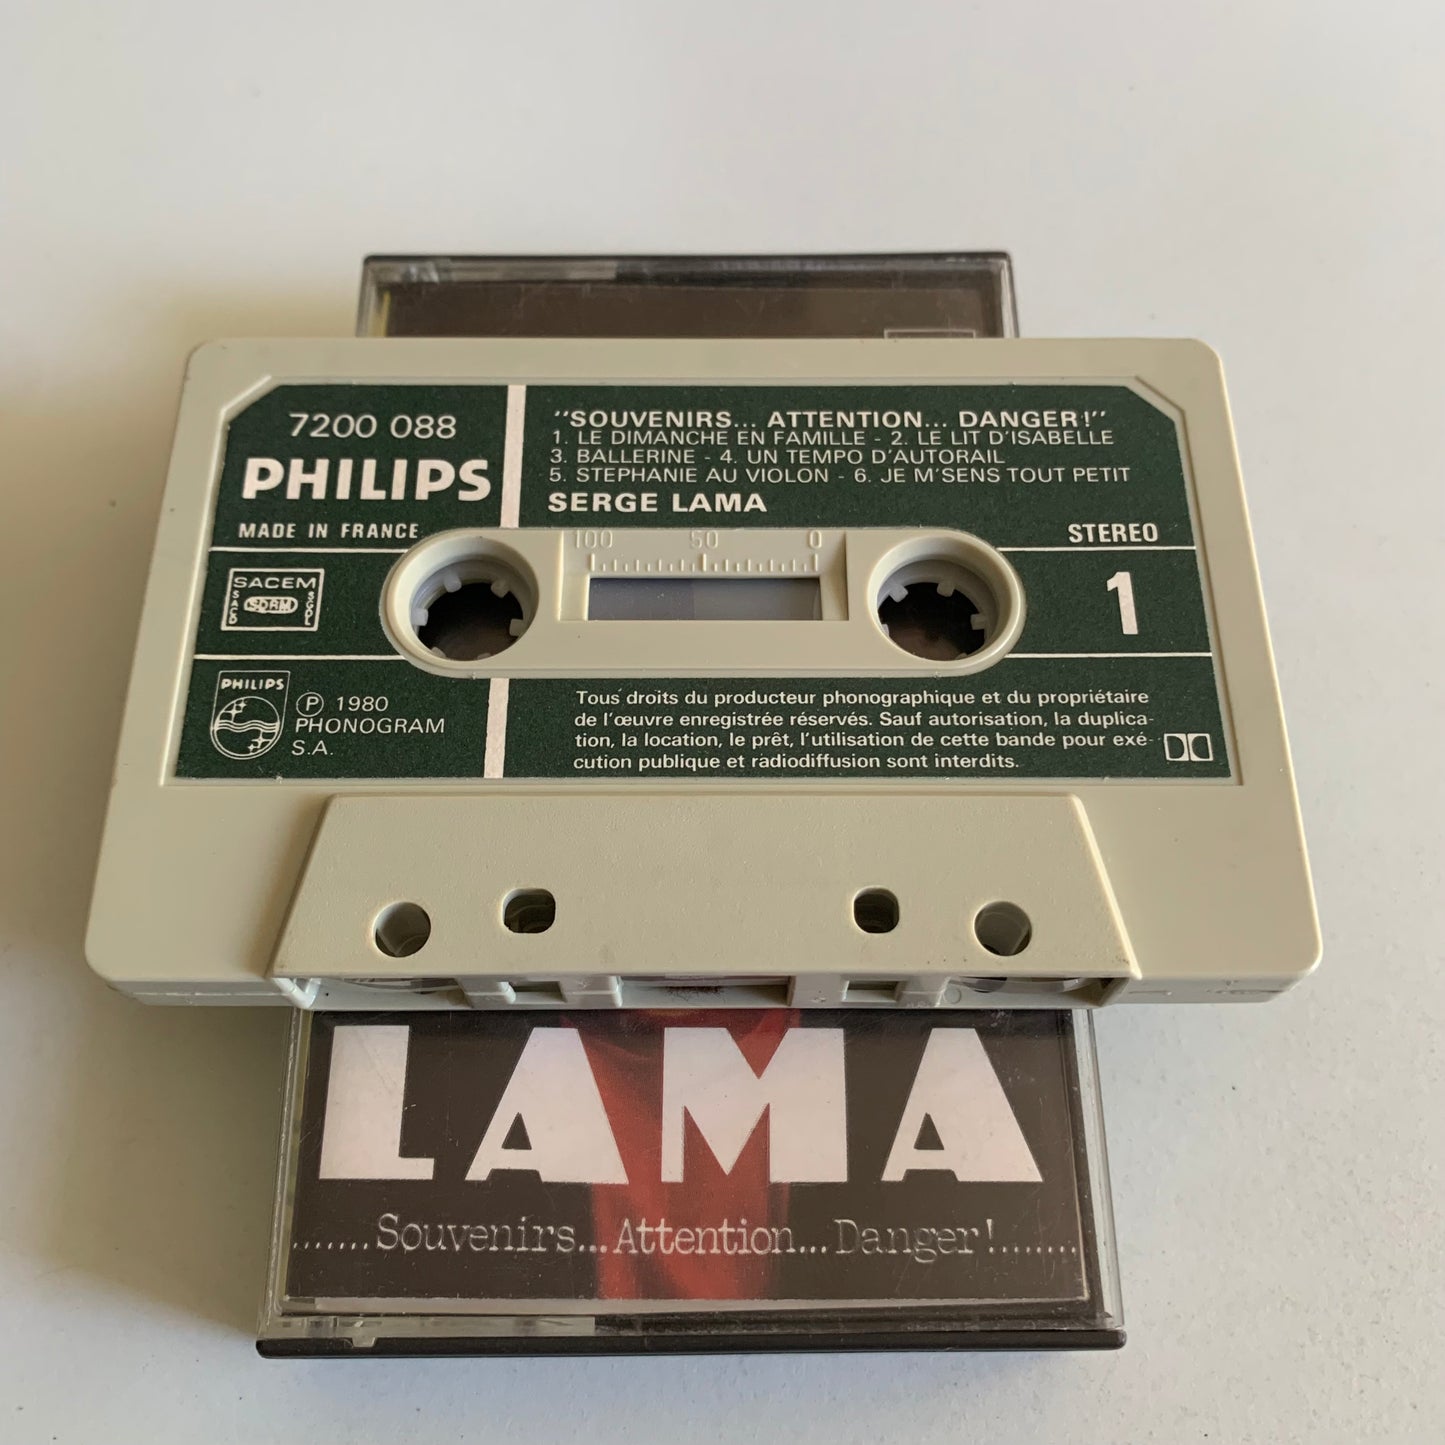 7200 088
PHILIPS
MADE IN FRANCE
"SOUVENIRS... ATTENTION... DANGER!"
1. LE DIMANCHE EN FAMILLE - 2. LE LIT D'ISABELLE
3. BALLERINE - 4. UN TEMPO D'AUTORAIL
5. STEPHANIE AU VIOLON - 6. JE M'SENS TOUT PETIT
SERGE LAMA
STEREO
100 50 0
SACEM
SACD SDRM SGDL
1
PHILIPS
℗ 1980
PHONOGRAM
S.A.
Tous droits du producteur phonographique et du propriétaire
de l'œuvre enregistrée réservés. Sauf autorisation, la duplica-
tion, la location, le prêt, l'utilisation de cette bande pour exé-
cution publique et radiodiffusion sont interdits.
LAMA
.......Souvenirs...Attention...Danger!.......